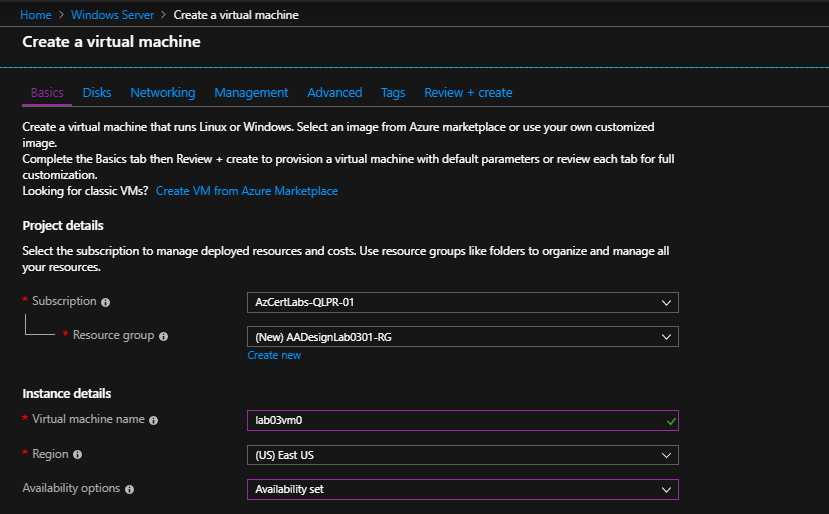 Home > Windows Server > Create a virtual machine
Create a virtual machine
Basics Disks Networking Management Advanced Tags Review + create
Create a virtual machine that runs Linux or Windows. Select an image from Azure marketplace or use your own customized
image.
Complete the Basics tab then Review + create to provision a virtual machine with default parameters or review each tab for full
customization.
Looking for classic VMs? Create VM from Azure Marketplace
Project details
Select the subscription to manage deployed resources and costs. Use resource groups like folders to organize and manage all
your resources.
* Subscription AzCertLabs-QLPR-01
* Resource group (New) AADesignLab0301-RG
Create new
Instance details
* Virtual machine name lab03vm0
* Region (US) East US
Availability options Availability set